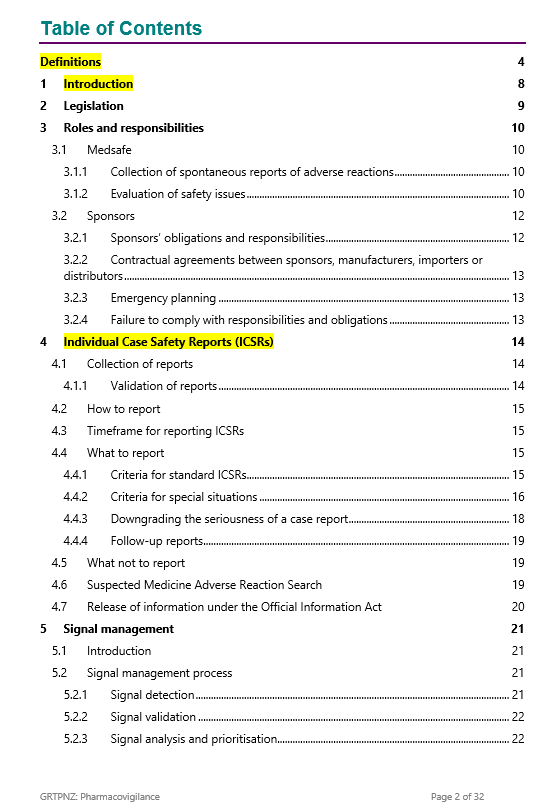 Table of Contents
Definitions 4
1 Introduction 8
2 Legislation 9
3 Roles and responsibilities 10
3.1 Medsafe 10
3.1.1 Collection of spontaneous reports of adverse reactions 10
3.1.2 Evaluation of safety issues 10
3.2 Sponsors 12
3.2.1 Sponsors' obligations and responsibilities 12
3.2.2 Contractual agreements between sponsors, manufacturers, importers or
distributors 13
3.2.3 Emergency planning 13
3.2.4 Failure to comply with responsibilities and obligations 13
4 Individual Case Safety Reports (ICSRs) 14
4.1 Collection of reports 14
4.1.1 Validation of reports 14
4.2 How to report 15
4.3 Timeframe for reporting ICSRs 15
4.4 What to report 15
4.4.1 Criteria for standard ICSRs 15
4.4.2 Criteria for special situations 16
4.4.3 Downgrading the seriousness of a case report 18
4.4.4 Follow-up reports 19
4.5 What not to report 19
4.6 Suspected Medicine Adverse Reaction Search 19
4.7 Release of information under the Official Information Act 20
5 Signal management 21
5.1 Introduction 21
5.2 Signal management process 21
5.2.1 Signal detection 21
5.2.2 Signal validation 22
5.2.3 Signal analysis and prioritisation 22
GRTPNZ: Pharmacovigilance Page 2 of 32